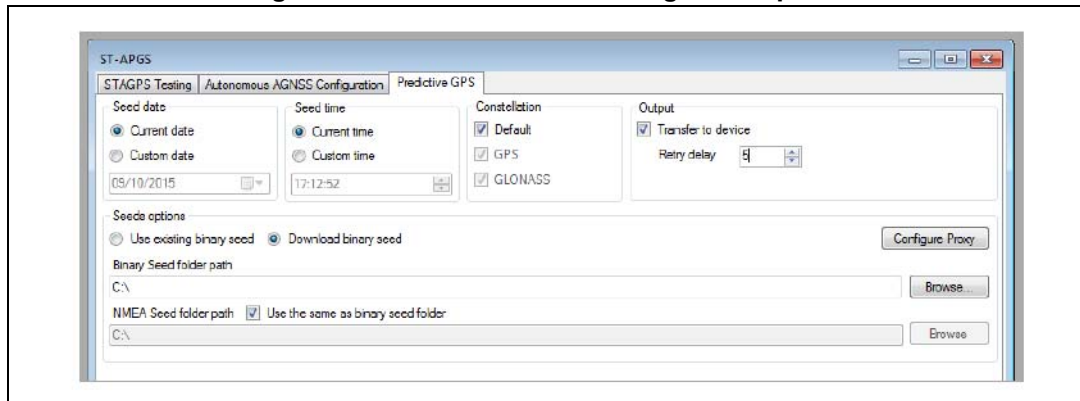 ST-APGS
STAGPS Testing Autonomous AGNSS Configuration Predictive GPS
Seed date
Current date
Custom date
09/10/2015
Seed time
Current time
Custom time
17:12:52
Constellation
Default
GPS
GLONASS
Output
Transfer to device
Retry delay 5
Seeds options
Use existing binary seed Download binary seed
Configure Proxy
Binary Seed folder path
C:\
Browse...
NMEA Seed folder path Use the same as binary seed folder
C:\
Browse